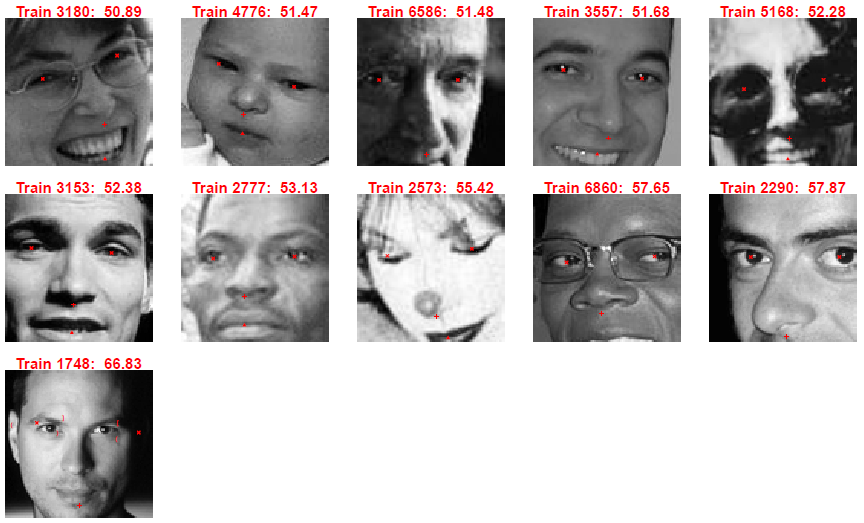 Train 3180: 50.89
Train 4776: 51.47
Train 6586: 51.48
Train 3557: 51.68
Train 5168: 52.28
Train 3153: 52.38
Train 2777: 53.13
Train 2573: 55.42
Train 6860: 57.65
Train 2290: 57.87
Train 1748: 66.83